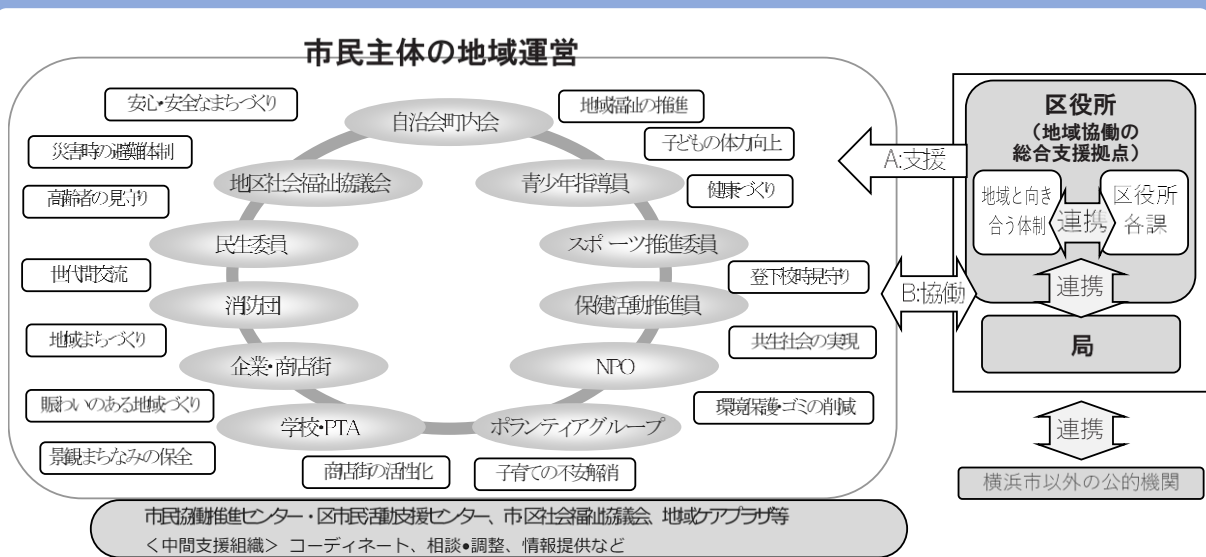 市民主体の地域運営
安心・安全なまちづくり
災害時の避難体制
高齢者の見守り
世代間交流
地域まちづくり
賑わいのある地域づくり
景観まちなみの保全
商店街の活性化
子育ての不安解消
環境保護・ゴミの削減
共生社会の実現
登下校時見守り
健康づくり
子どもの体力向上
地域福祉の推進
自治会町内会
地区社会福祉協議会
民生委員
消防団
企業・商店街
学校・PTA
ボランティアグループ
NPO
保健活動推進員
スポーツ推進委員
青少年指導員
A:支援
B:協働
区役所
(地域協働の
総合支援拠点)
地域と向き
合う体制
連携
区役所
各課
連携
局
連携
横浜市以外の公的機関
市民協働推進センター・区市民活動支援センター、市区社会福祉協議会、地域ケアプラザ等
<中間支援組織> コーディネート、相談•調整、情報提供など